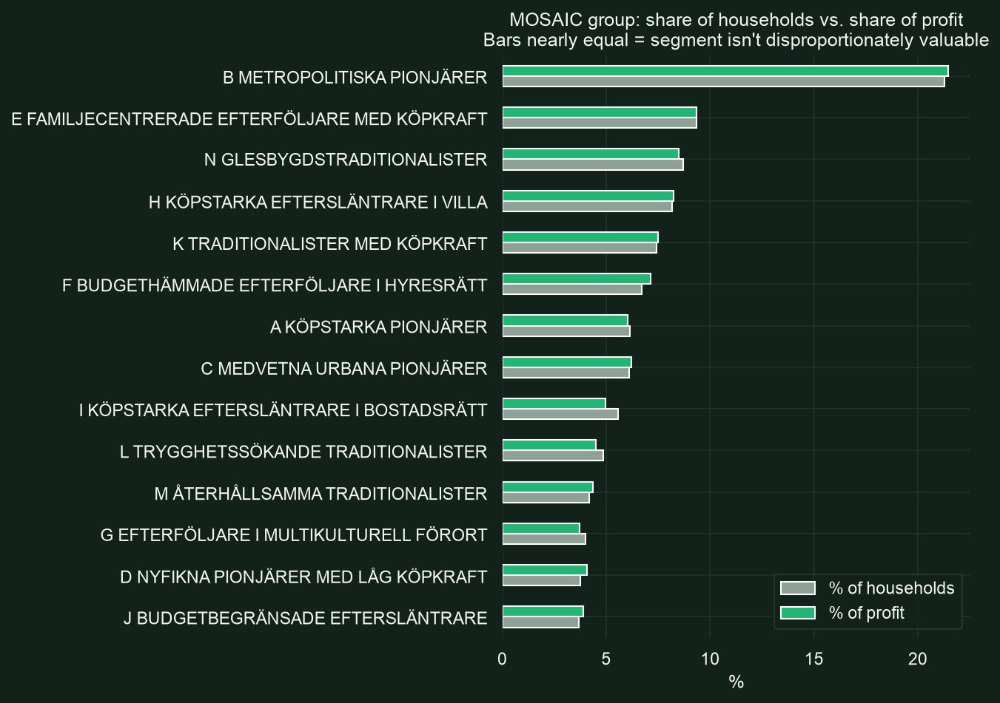 MOSAIC group: share of households vs. share of profit
Bars nearly equal = segment isn't disproportionately valuable
B METROPOLITISKA PIONJÄRER
E FAMILJECENTRERADE EFTERFÖLJARE MED KÖPKRAFT
N GLESBYGDSTRADITIONALISTER
H KÖPSTARKA EFTERSLÄNTRARE I VILLA
K TRADITIONALISTER MED KÖPKRAFT
F BUDGETHÄMMADE EFTERFÖLJARE I HYRESRÄTT
A KÖPSTARKA PIONJÄRER
C MEDVETNA URBANA PIONJÄRER
I KÖPSTARKA EFTERSLÄNTRARE I BOSTADSRÄTT
L TRYGGHETSSÖKANDE TRADITIONALISTER
M ÅTERHÅLLSAMMA TRADITIONALISTER
G EFTERFÖLJARE I MULTIKULTURELL FÖRORT
D NYFIKNA PIONJÄRER MED LÅG KÖPKRAFT
J BUDGETBEGRÄNSADE EFTERSLÄNTRARE
% of households
% of profit
0 5 10 15 20
%